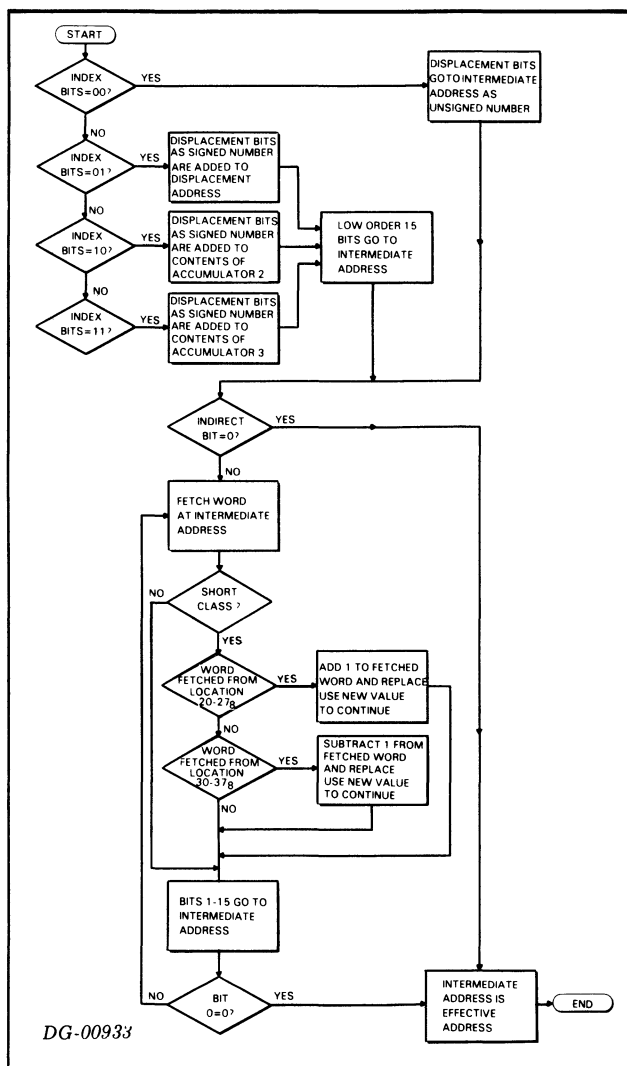 START
INDEX
BITS=00?
YES
DISPLACEMENT BITS
GO TO INTERMEDIATE
ADDRESS AS
UNSIGNED NUMBER
NO
INDEX
BITS=01?
YES
DISPLACEMENT BITS
AS SIGNED NUMBER
ARE ADDED TO
DISPLACEMENT
ADDRESS
NO
INDEX
BITS=10?
YES
DISPLACEMENT BITS
AS SIGNED NUMBER
ARE ADDED TO
CONTENTS OF
ACCUMULATOR 2
LOW ORDER 15
BITS GO TO
INTERMEDIATE
ADDRESS
NO
INDEX
BITS=11?
YES
DISPLACEMENT BITS
AS SIGNED NUMBER
ARE ADDED TO
CONTENTS OF
ACCUMULATOR 3
INDIRECT
BIT=0?
YES
NO
FETCH WORD
AT INTERMEDIATE
ADDRESS
NO
SHORT
CLASS?
YES
WORD
FETCHED FROM
LOCATION
20-27₈
YES
ADD 1 TO FETCHED
WORD AND REPLACE
USE NEW VALUE
TO CONTINUE
NO
WORD
FETCHED FROM
LOCATION
30-37₈
YES
SUBTRACT 1 FROM
FETCHED WORD
AND REPLACE
USE NEW VALUE
TO CONTINUE
NO
BITS 1-15 GO TO
INTERMEDIATE
ADDRESS
NO
BIT
0=0?
YES
INTERMEDIATE
ADDRESS IS
EFFECTIVE
ADDRESS
END
DG-00933